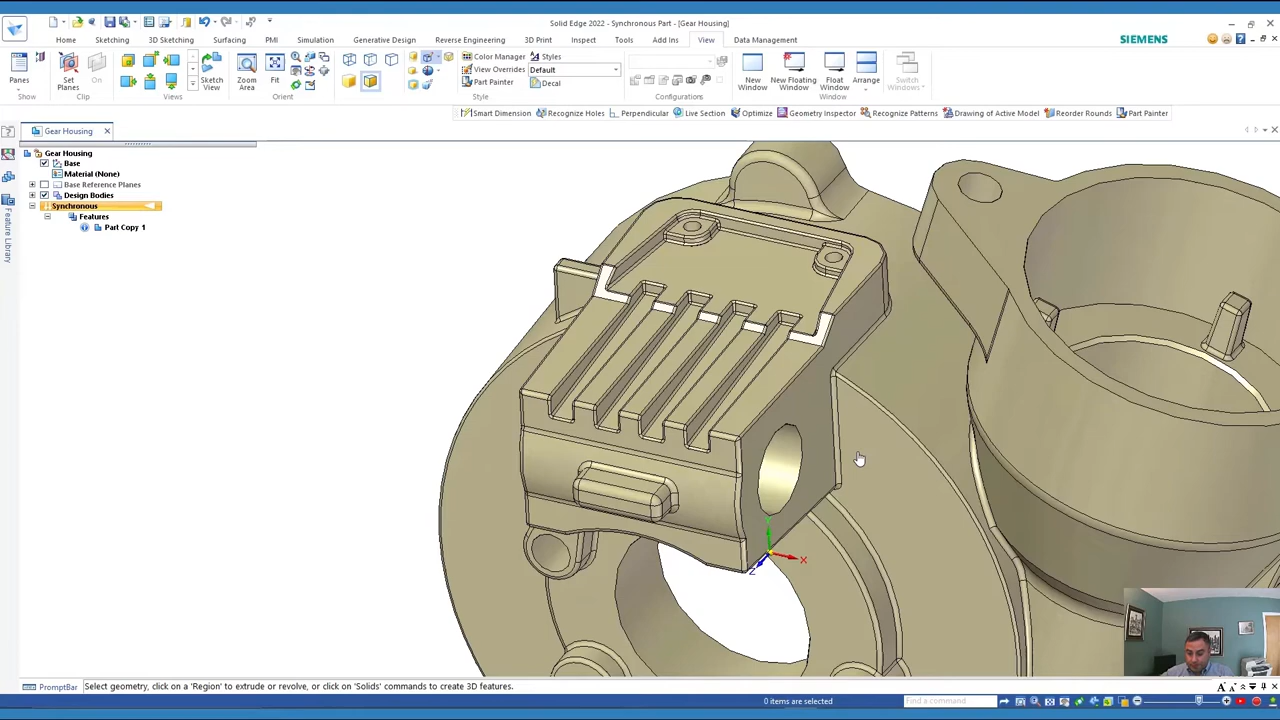 Solid Edge 2022 - Synchronous Part - [Gear Housing]
Home Sketching 3D Sketching Surfacing PMI Simulation Generative Design Reverse Engineering 3D Print Inspect Tools Add Ins View Data Management
SIEMENS
Panes
Set Planes
On
Sketch View
Zoom Area
Fit
Color Manager
View Overrides
Part Painter
Styles
Default
Decal
New Window
New Floating Window
Float Window
Arrange
Switch Windows
Show Clip Views Orient Style Configurations Window
Smart Dimension Recognize Holes Perpendicular Live Section Optimize Geometry Inspector Recognize Patterns Drawing of Active Model Reorder Rounds Part Painter
Gear Housing
Gear Housing
Base
Material (None)
Base Reference Planes
Design Bodies
Synchronous
Features
Part Copy 1
Feature Library
Y
X
Z
PromptBar Select geometry, click on a 'Region' to extrude or revolve, or click on 'Solids' commands to create 3D features.
0 items are selected
Find a command